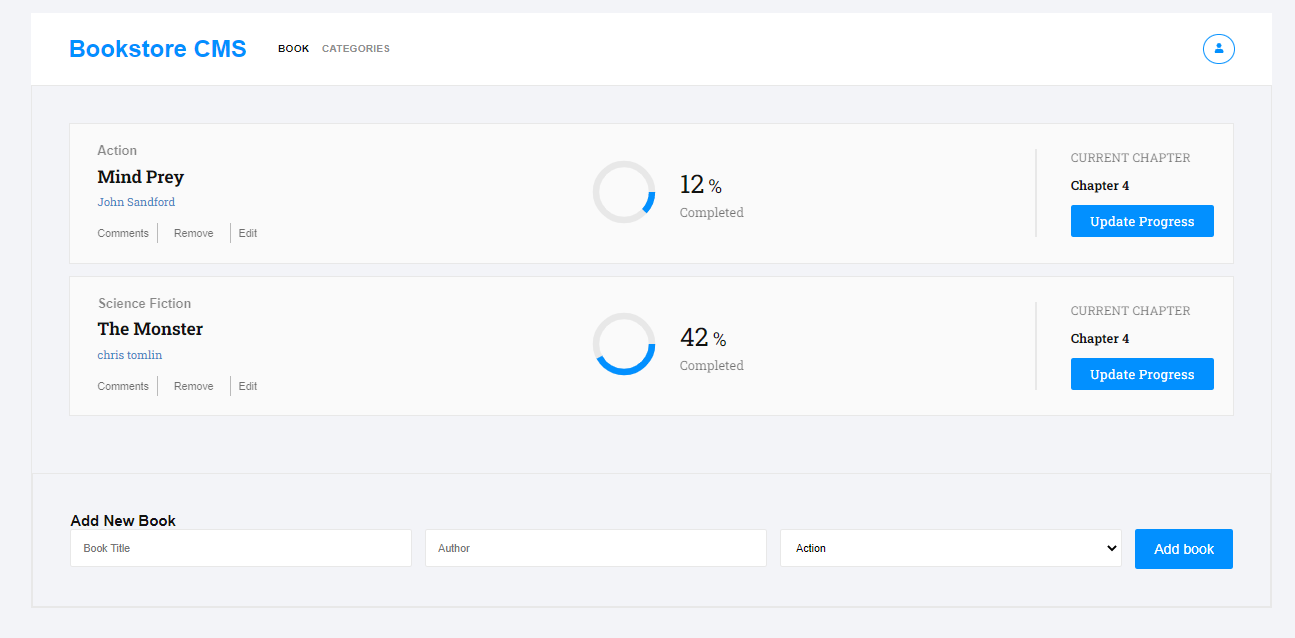 Bookstore CMS BOOK CATEGORIES
Action
Mind Prey
John Sandford
Comments Remove Edit
12 %
Completed
CURRENT CHAPTER
Chapter 4
Update Progress
Science Fiction
The Monster
chris tomlin
Comments Remove Edit
42 %
Completed
CURRENT CHAPTER
Chapter 4
Update Progress
Add New Book
Book Title Author Action Add book